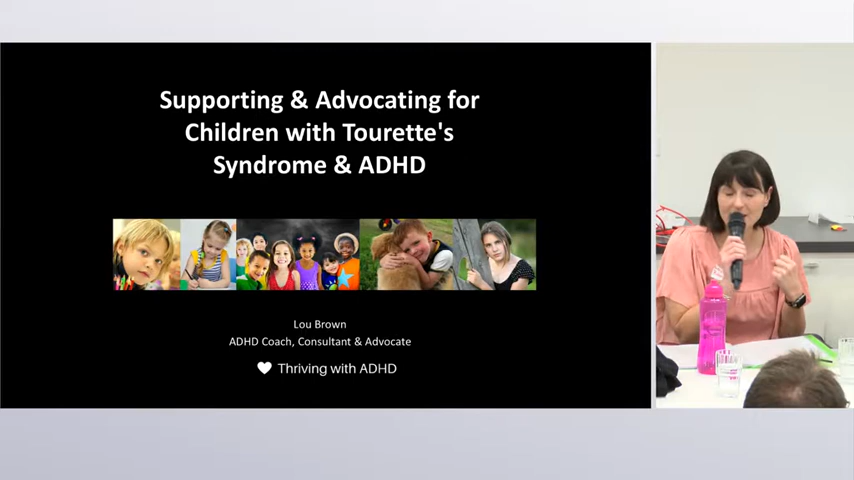 Supporting & Advocating for
Children with Tourette's
Syndrome & ADHD
Lou Brown
ADHD Coach, Consultant & Advocate
Thriving with ADHD